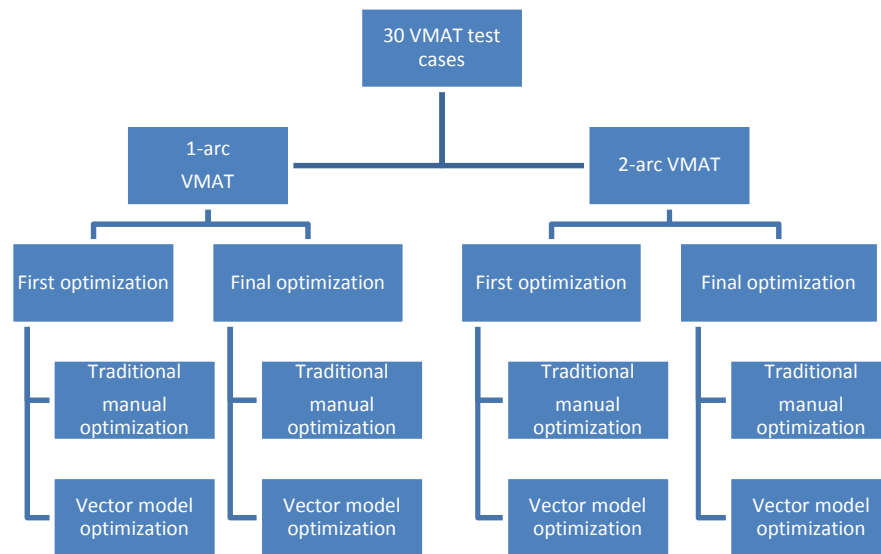 30 VMAT test
cases
1-arc
VMAT
2-arc VMAT
First optimization
Final optimization
First optimization
Final optimization
Traditional
manual
optimization
Traditional
manual
optimization
Traditional
manual
optimization
Traditional
manual
optimization
Vector model
optimization
Vector model
optimization
Vector model
optimization
Vector model
optimization